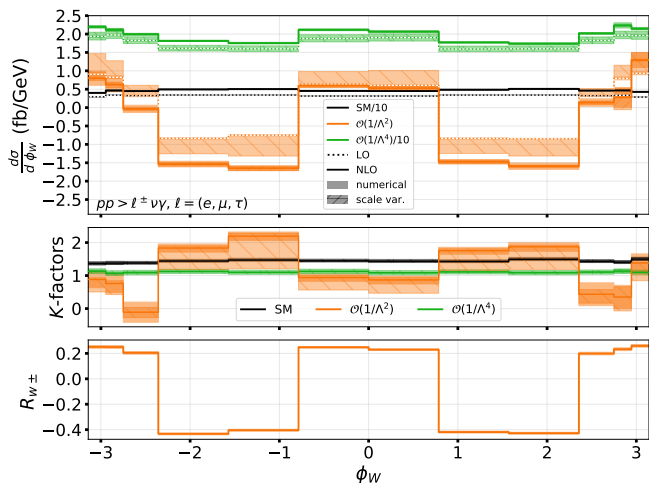 2.5
2.0
1.5
1.0
0.5
0.0
−0.5
−1.0
−1.5
−2.0
−2.5
dσ/dϕ_W (fb/GeV)
SM/10
𝒪(1/Λ²)
𝒪(1/Λ⁴)/10
LO
NLO
numerical
scale var.
pp > ℓ± νγ, ℓ = (e, μ, τ)
2
1
0
K-factors
SM
𝒪(1/Λ²)
𝒪(1/Λ⁴)
0.2
0.0
−0.2
−0.4
R_{W±}
−3 −2 −1 0 1 2 3
ϕ_W